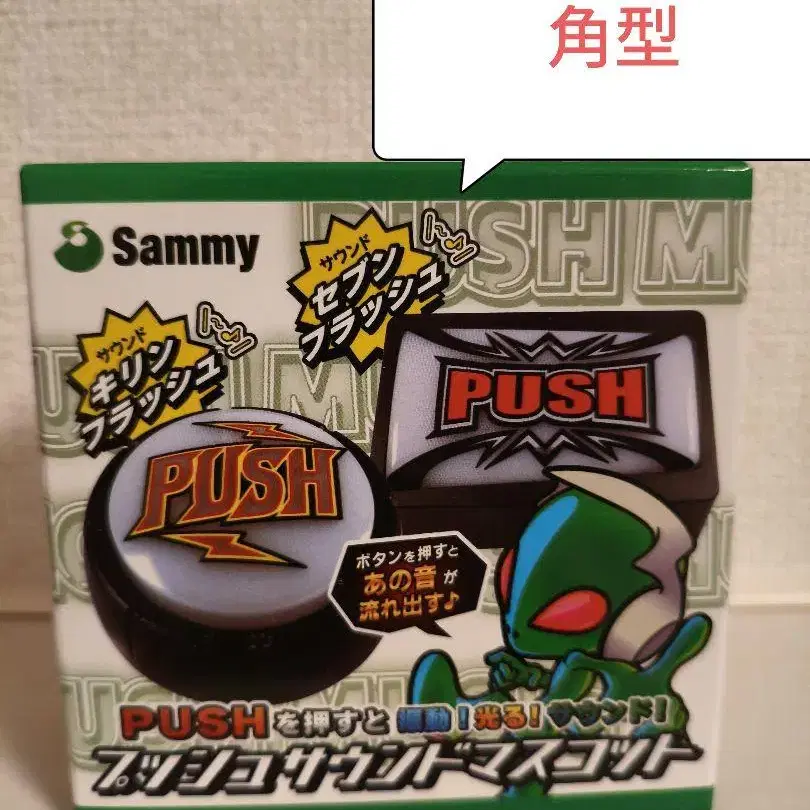 角型
Sammy
サウンド
セブン
フラッシュ
サウンド
キリン
フラッシュ
PUSH
PUSH
ボタンを押すと
あの音が
流れ出す♪
PUSHを押すと振動!光る!サウンド!
プッシュサウンドマスコット